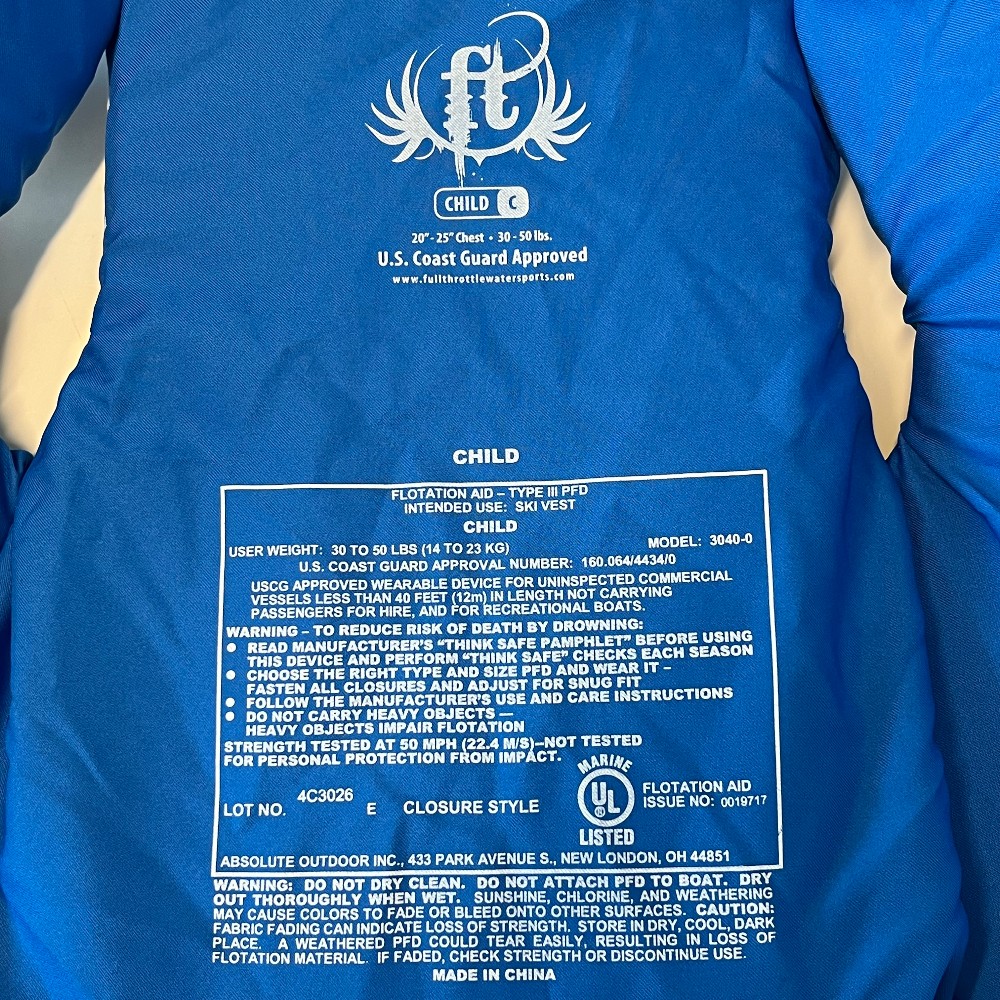 ft
CHILD C
20"- 25" Chest • 30 - 50 lbs.
U.S. Coast Guard Approved
www.fullthrottlewatersports.com
CHILD
FLOTATION AID – TYPE III PFD
INTENDED USE: SKI VEST
CHILD
USER WEIGHT: 30 TO 50 LBS (14 TO 23 KG) MODEL: 3040-0
U.S. COAST GUARD APPROVAL NUMBER: 160.064/4434/0
USCG APPROVED WEARABLE DEVICE FOR UNINSPECTED COMMERCIAL
VESSELS LESS THAN 40 FEET (12m) IN LENGTH NOT CARRYING
PASSENGERS FOR HIRE, AND FOR RECREATIONAL BOATS.
WARNING – TO REDUCE RISK OF DEATH BY DROWNING:
• READ MANUFACTURER'S "THINK SAFE PAMPHLET" BEFORE USING
THIS DEVICE AND PERFORM "THINK SAFE" CHECKS EACH SEASON
• CHOOSE THE RIGHT TYPE AND SIZE PFD AND WEAR IT –
FASTEN ALL CLOSURES AND ADJUST FOR SNUG FIT
• FOLLOW THE MANUFACTURER'S USE AND CARE INSTRUCTIONS
• DO NOT CARRY HEAVY OBJECTS —
HEAVY OBJECTS IMPAIR FLOTATION
STRENGTH TESTED AT 50 MPH (22.4 M/S)–NOT TESTED
FOR PERSONAL PROTECTION FROM IMPACT.
LOT NO. 4C3026 E CLOSURE STYLE
MARINE
UL ®
LISTED
FLOTATION AID
ISSUE NO: 0019717
ABSOLUTE OUTDOOR INC., 433 PARK AVENUE S., NEW LONDON, OH 44851
WARNING: DO NOT DRY CLEAN. DO NOT ATTACH PFD TO BOAT. DRY
OUT THOROUGHLY WHEN WET. SUNSHINE, CHLORINE, AND WEATHERING
MAY CAUSE COLORS TO FADE OR BLEED ONTO OTHER SURFACES. CAUTION:
FABRIC FADING CAN INDICATE LOSS OF STRENGTH. STORE IN DRY, COOL, DARK
PLACE. A WEATHERED PFD COULD TEAR EASILY, RESULTING IN LOSS OF
FLOTATION MATERIAL. IF FADED, CHECK STRENGTH OR DISCONTINUE USE.
MADE IN CHINA